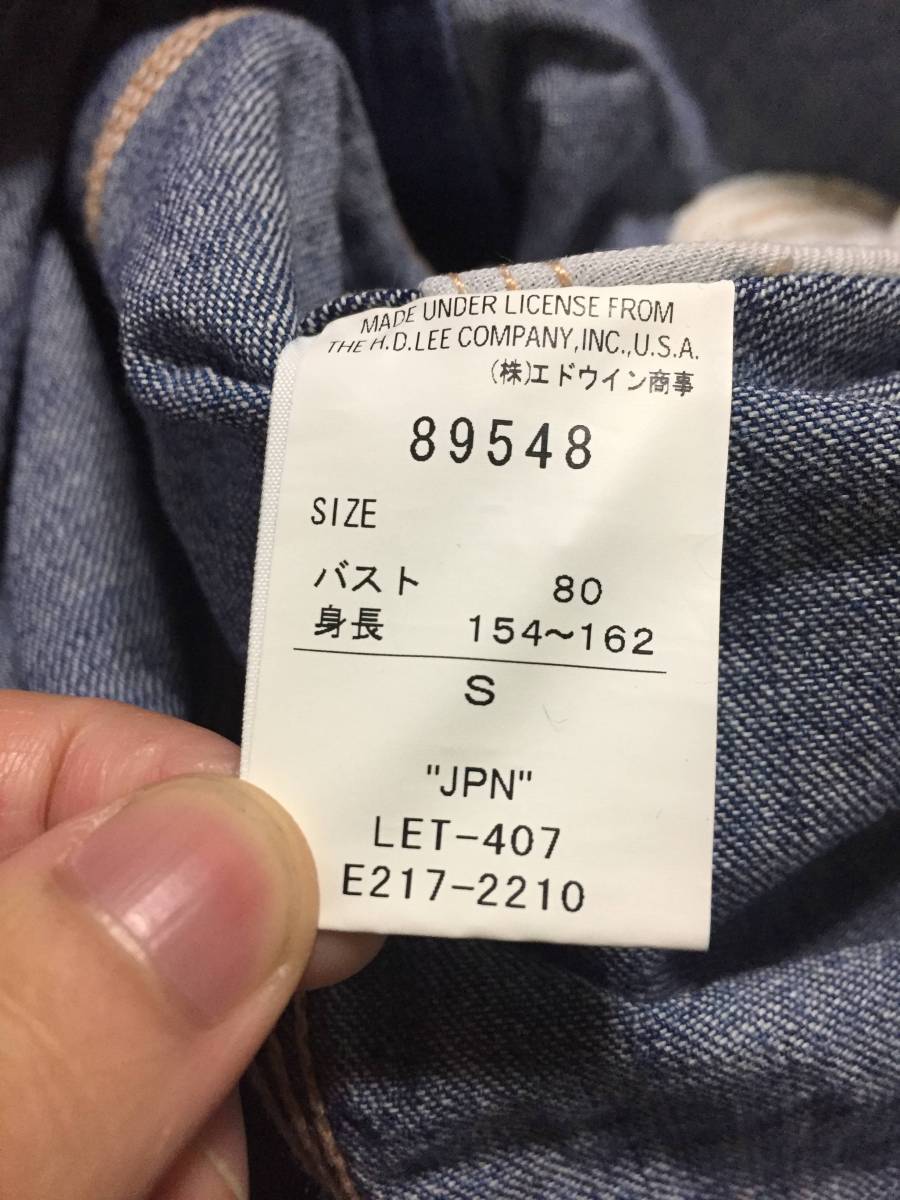 MADE UNDER LICENSE FROM
THE H.D.LEE COMPANY,INC.,U.S.A.
(株)エドウイン商事
89548
SIZE
バスト 80
身長 154~162
S
"JPN"
LET-407
E217-2210